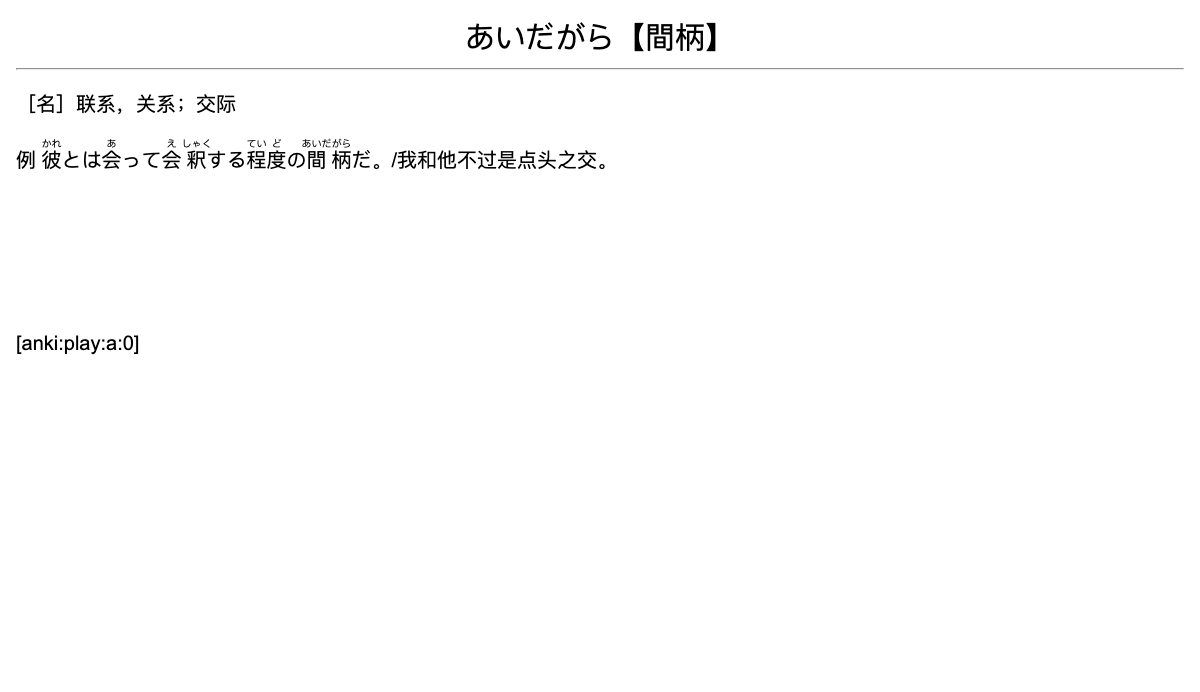 あいだがら【間柄】
［名］联系，关系；交际
かれ あ え しゃく てい ど あいだがら
例 彼とは会って会釈する程度の間柄だ。/我和他不过是点头之交。
[anki:play:a:0]